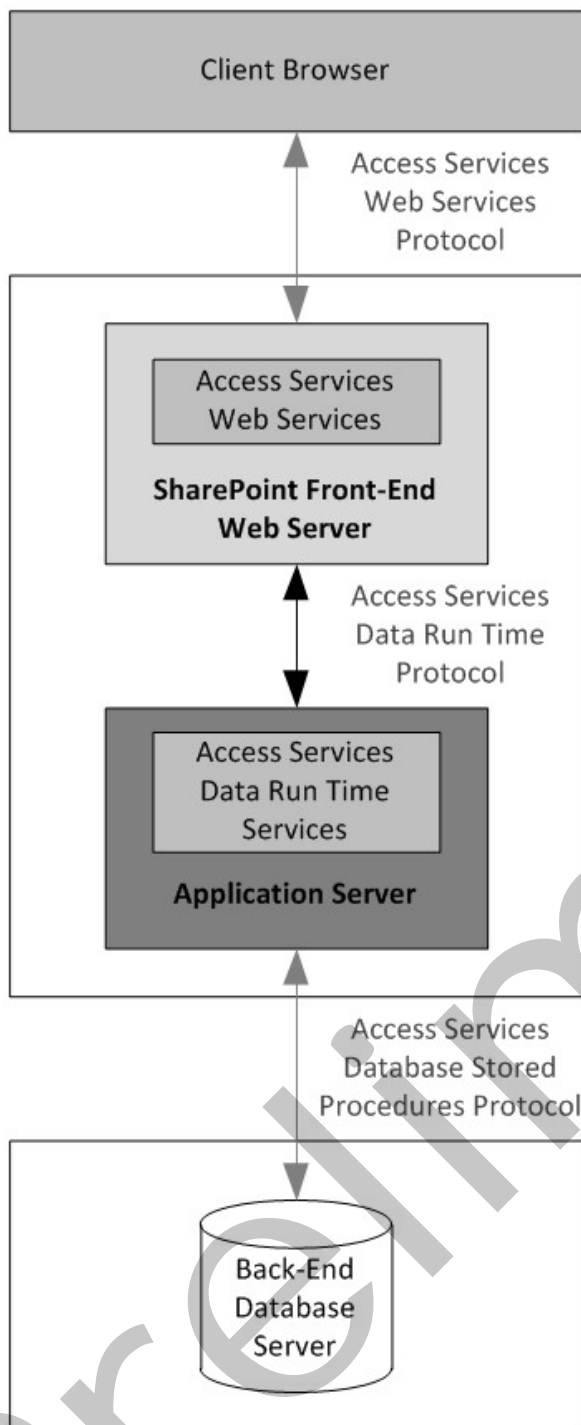 Client Browser
Access Services
Web Services
Protocol
Access Services
Web Services
SharePoint Front-End
Web Server
Access Services
Data Run Time
Protocol
Access Services
Data Run Time
Services
Application Server
Access Services
Database Stored
Procedures Protocol
Back-End
Database
Server